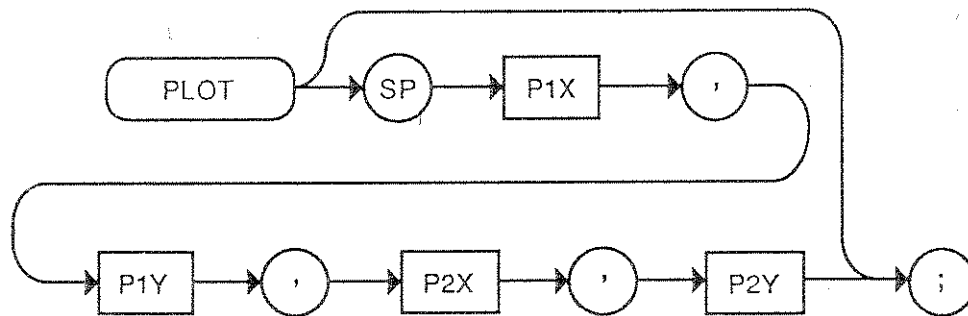 PLOT SP P1X ,
P1Y , P2X , P2Y ;